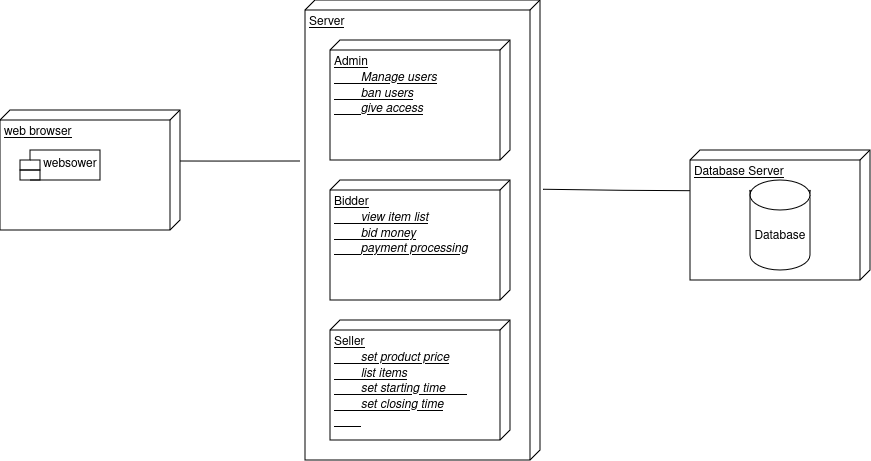 Server
Admin
Manage users
ban users
give access
web browser
websower
Bidder
view item list
bid money
payment processing
Database Server
Database
Seller
set product price
list items
set starting time
set closing time